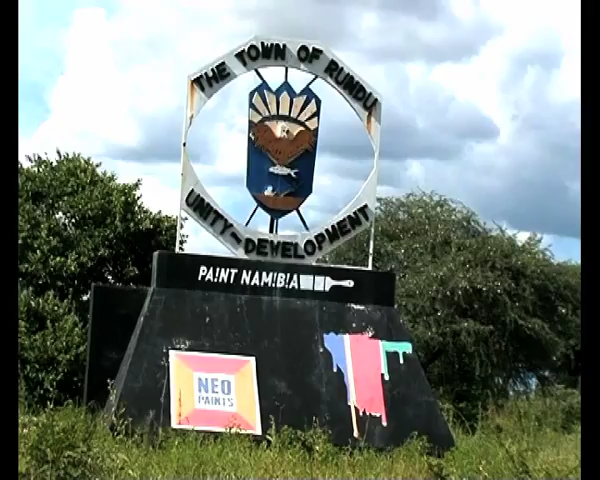 THE TOWN OF RUNDU
UNITY-DEVELOPMENT
PAINT NAMIBIA
NEO
PAINTS